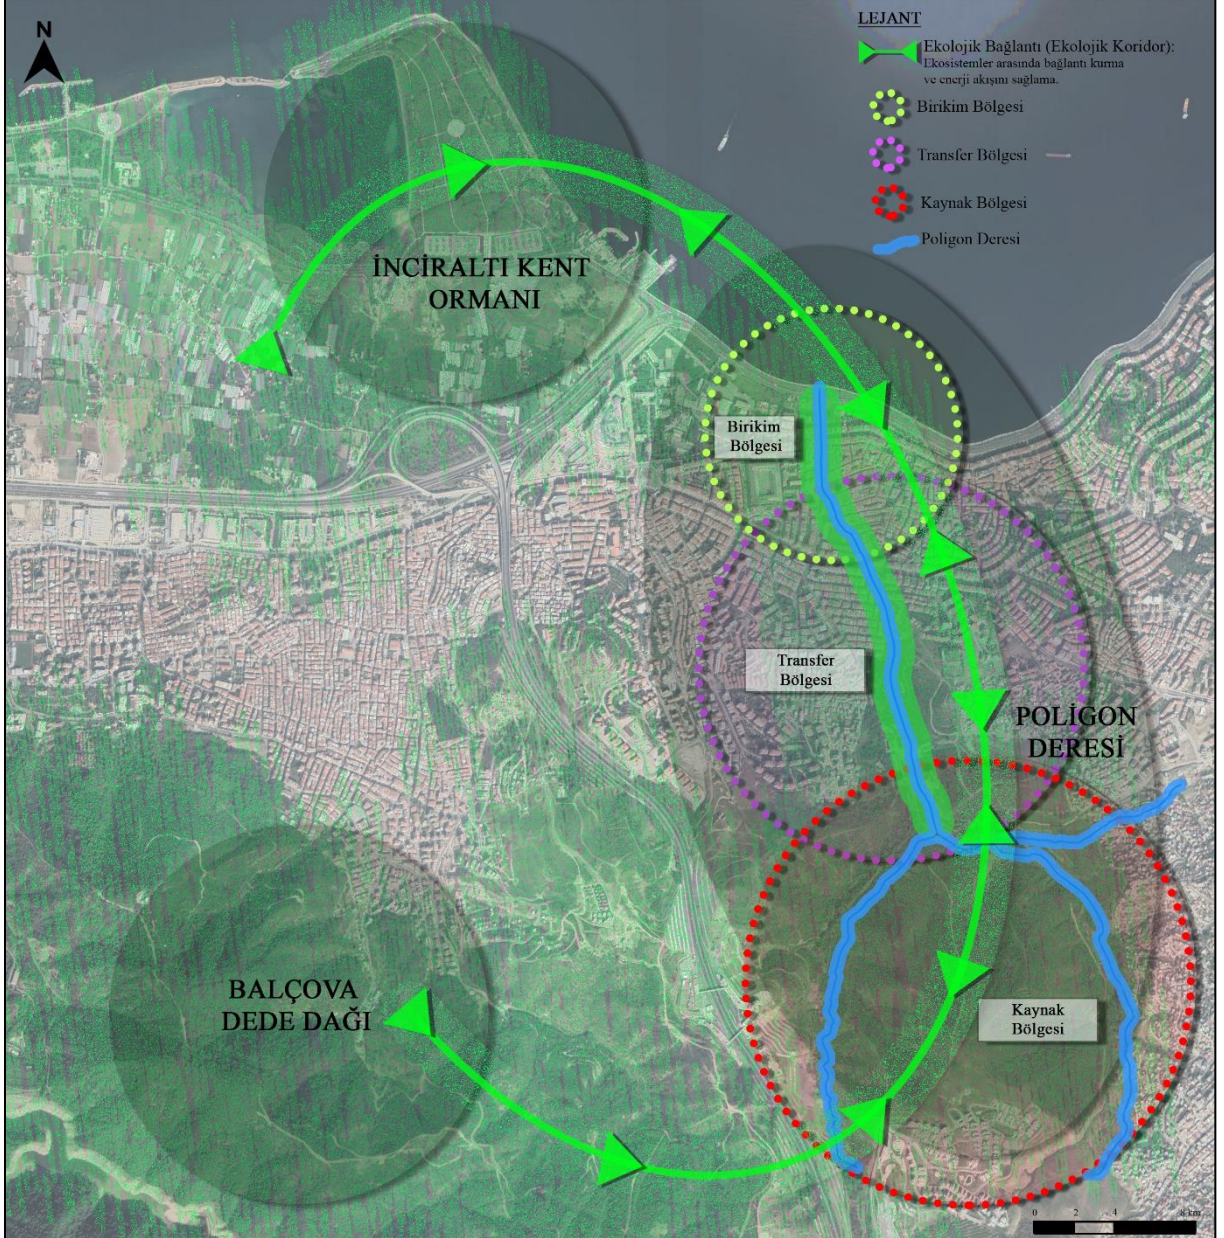 N
LEJANT
Ekolojik Bağlantı (Ekolojik Koridor):
Ekosistemler arasında bağlantı kurma
ve enerji akışını sağlama.
Birikim Bölgesi
Transfer Bölgesi
Kaynak Bölgesi
Poligon Deresi
İNCİRALTI KENT
ORMANI
Birikim
Bölgesi
Transfer
Bölgesi
POLİGON
DERESİ
BALÇOVA
DEDE DAĞI
Kaynak
Bölgesi
0 2 4 8 km